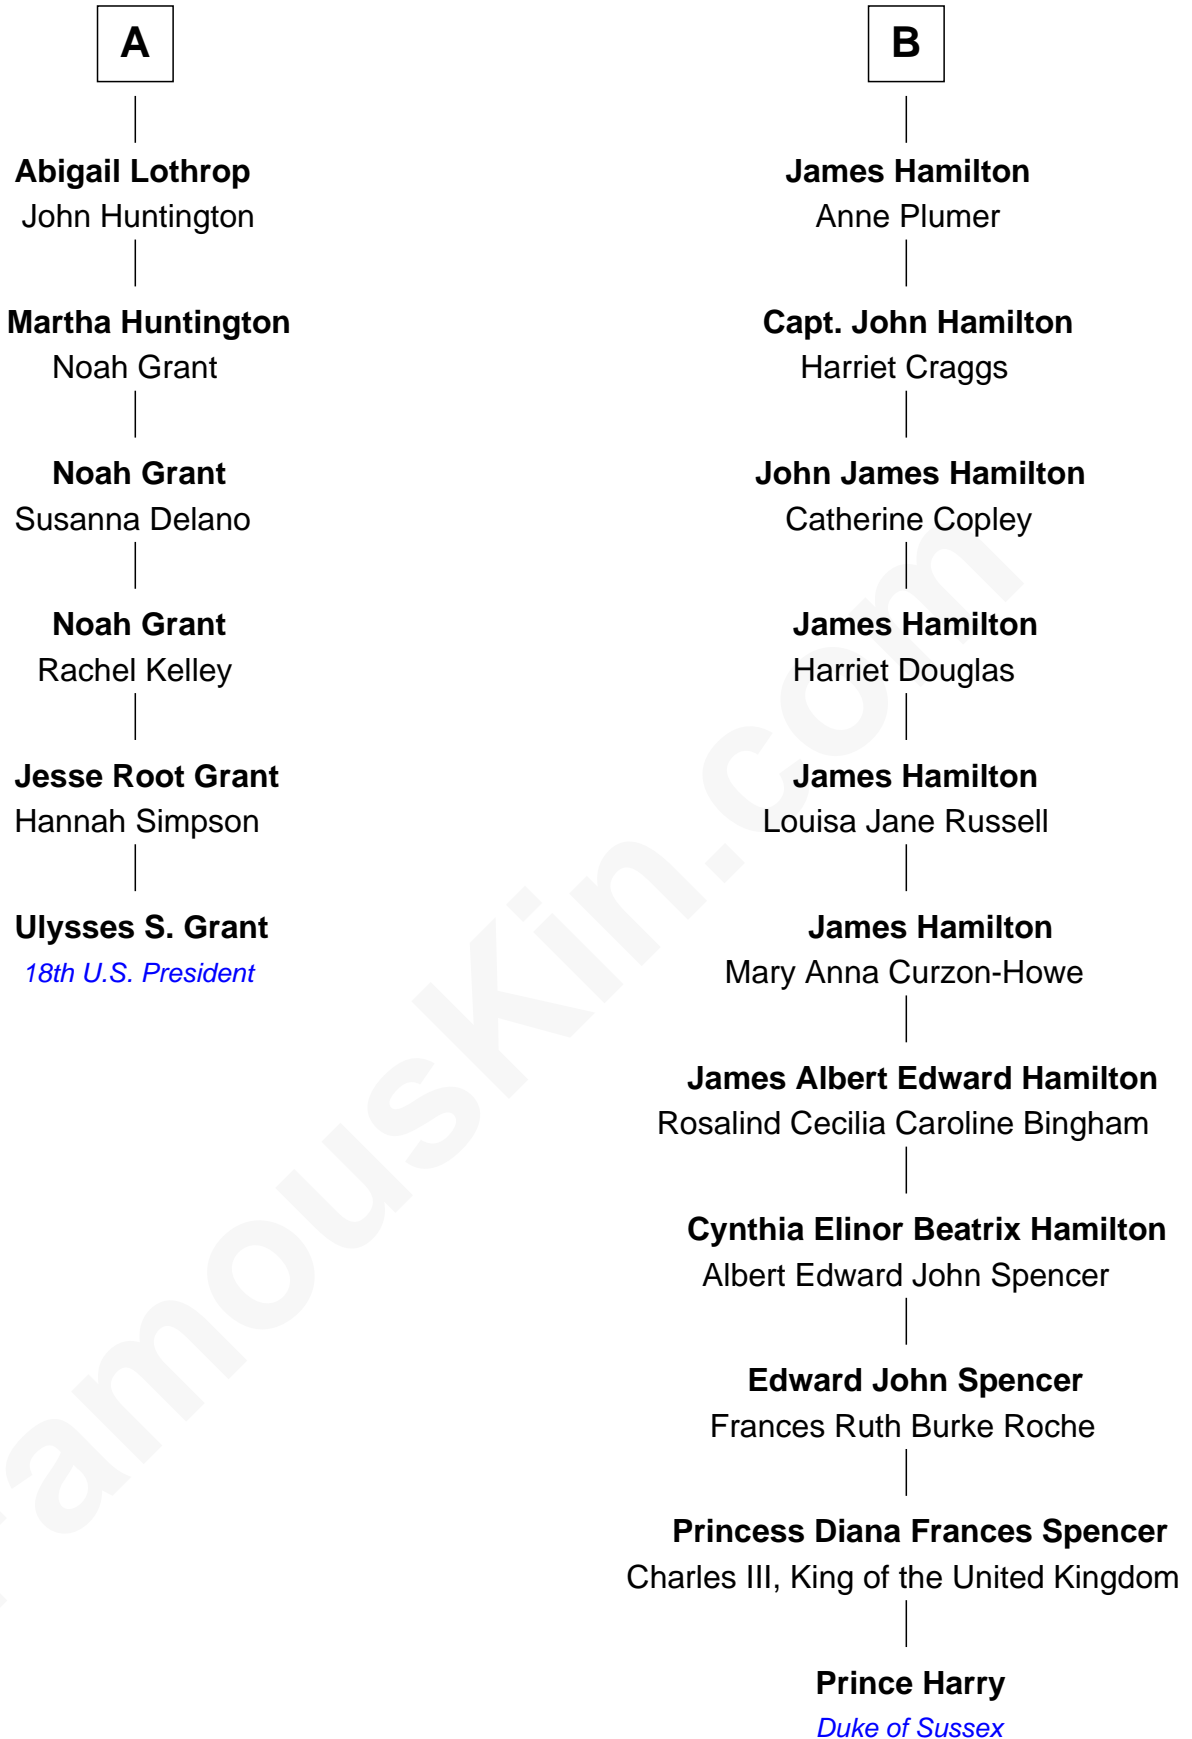 A
Abigail Lothrop
John Huntington
Martha Huntington
Noah Grant
Noah Grant
Susanna Delano
Noah Grant
Rachel Kelley
Jesse Root Grant
Hannah Simpson
Ulysses S. Grant
18th U.S. President
B
James Hamilton
Anne Plumer
Capt. John Hamilton
Harriet Craggs
John James Hamilton
Catherine Copley
James Hamilton
Harriet Douglas
James Hamilton
Louisa Jane Russell
James Hamilton
Mary Anna Curzon-Howe
James Albert Edward Hamilton
Rosalind Cecilia Caroline Bingham
Cynthia Elinor Beatrix Hamilton
Albert Edward John Spencer
Edward John Spencer
Frances Ruth Burke Roche
Princess Diana Frances Spencer
Charles III, King of the United Kingdom
Prince Harry
Duke of Sussex
FamousKin.com